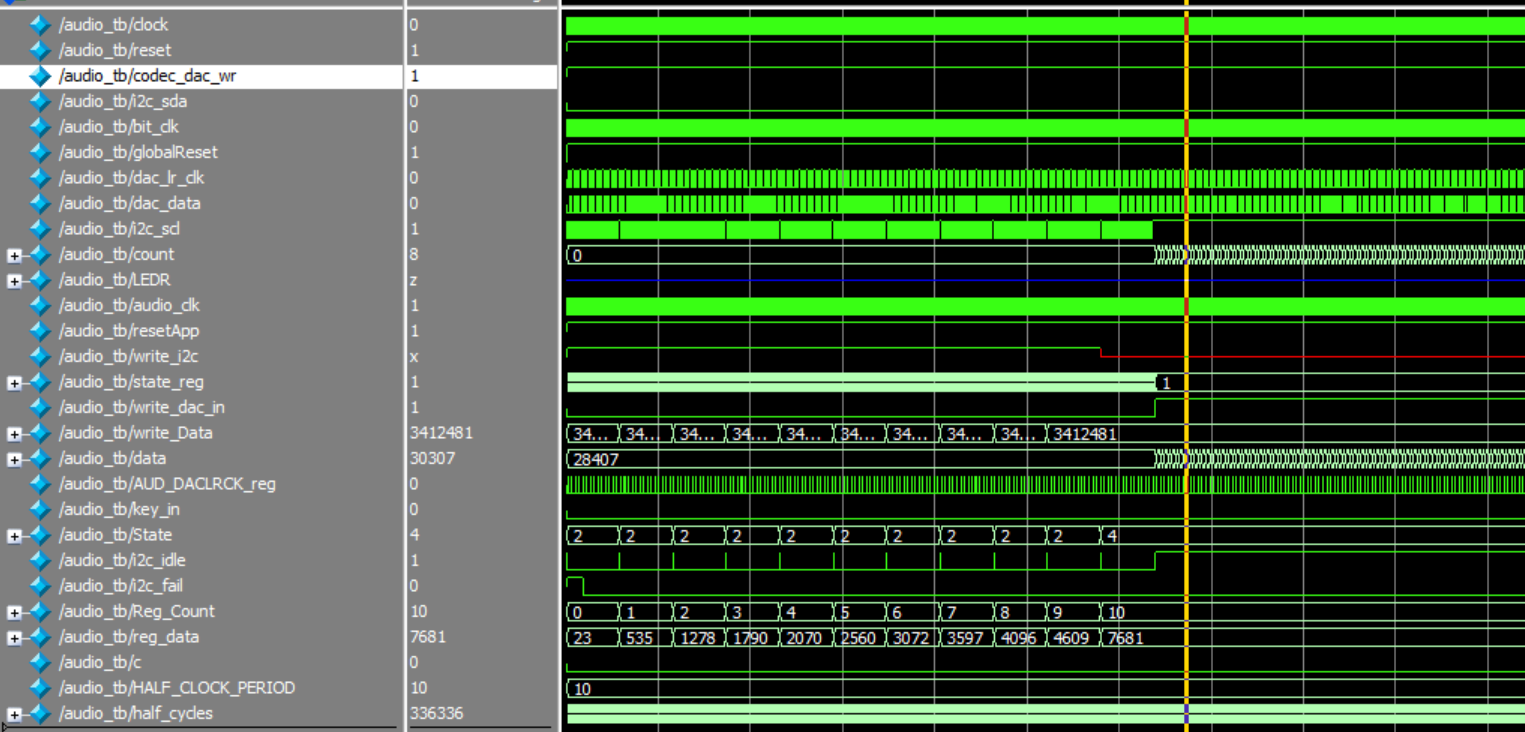 /audio_tb/clock 0
/audio_tb/reset 1
/audio_tb/codec_dac_wr 1
/audio_tb/i2c_sda 0
/audio_tb/bit_clk 0
/audio_tb/globalReset 1
/audio_tb/dac_lr_clk 0
/audio_tb/dac_data 0
/audio_tb/i2c_scl 1
/audio_tb/count 8 0
/audio_tb/LEDR z
/audio_tb/audio_clk 1
/audio_tb/resetApp 1
/audio_tb/write_i2c x
/audio_tb/state_reg 1 1
/audio_tb/write_dac_in 1
/audio_tb/write_Data 3412481 34... 34... 34... 34... 34... 34... 34... 34... 34... 3412481
/audio_tb/data 30307 28407
/audio_tb/AUD_DACLRCK_reg 0
/audio_tb/key_in 0
/audio_tb/State 4 2 2 2 2 2 2 2 2 2 2 4
/audio_tb/i2c_idle 1
/audio_tb/i2c_fail 0
/audio_tb/Reg_Count 10 0 1 2 3 4 5 6 7 8 9 10
/audio_tb/reg_data 7681 23 535 1278 1790 2070 2560 3072 3597 4096 4609 7681
/audio_tb/c 0
/audio_tb/HALF_CLOCK_PERIOD 10 10
/audio_tb/half_cycles 336336